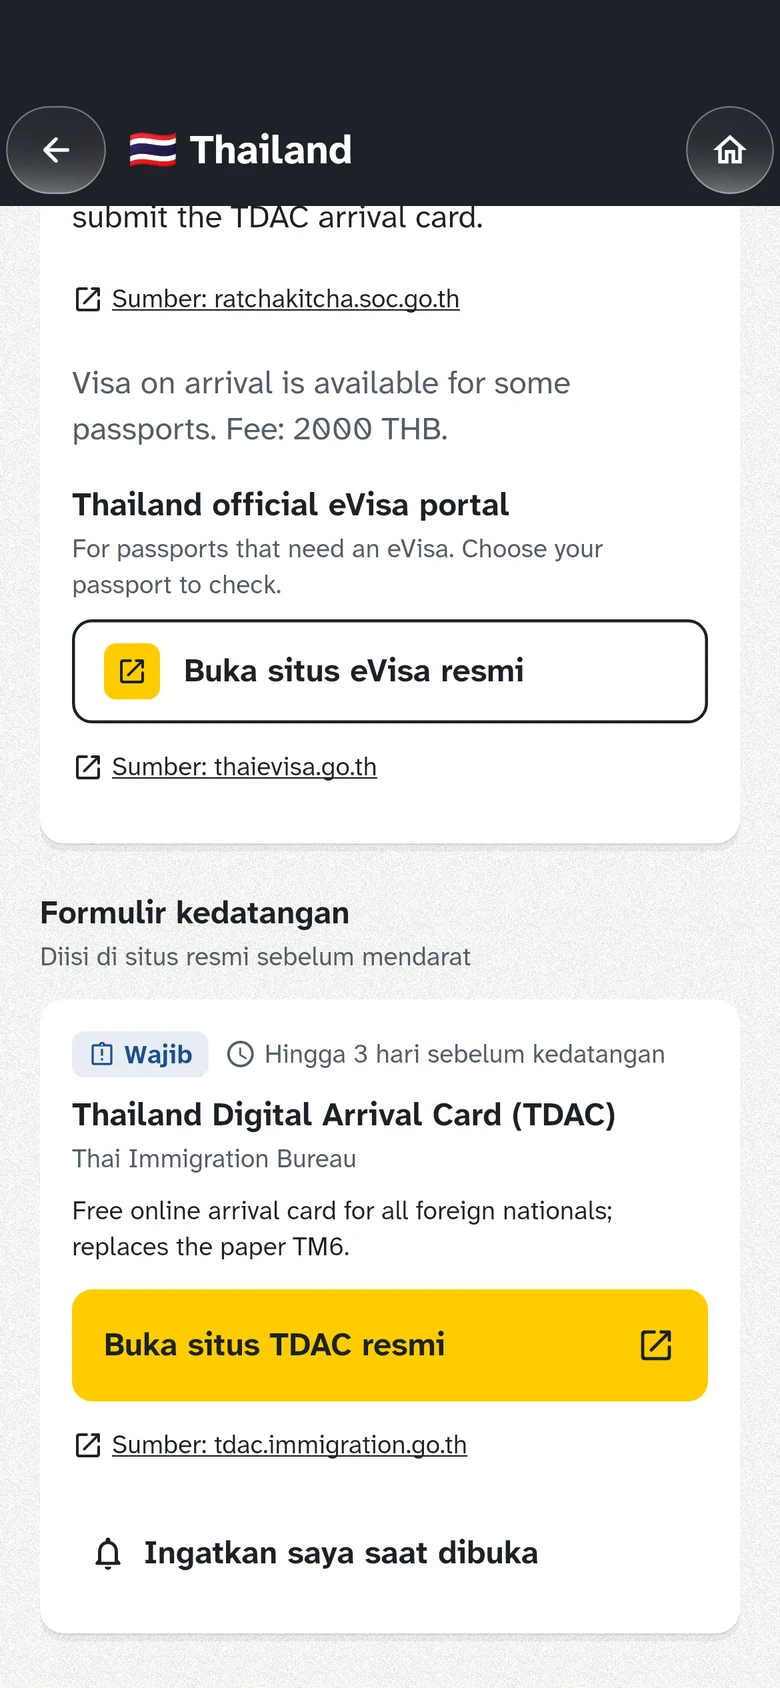 Thailand
submit the TDAC arrival card.
Sumber: ratchakitcha.soc.go.th
Visa on arrival is available for some
passports. Fee: 2000 THB.
Thailand official eVisa portal
For passports that need an eVisa. Choose your
passport to check.
Buka situs eVisa resmi
Sumber: thaievisa.go.th
Formulir kedatangan
Diisi di situs resmi sebelum mendarat
Wajib Hingga 3 hari sebelum kedatangan
Thailand Digital Arrival Card (TDAC)
Thai Immigration Bureau
Free online arrival card for all foreign nationals;
replaces the paper TM6.
Buka situs TDAC resmi
Sumber: tdac.immigration.go.th
Ingatkan saya saat dibuka